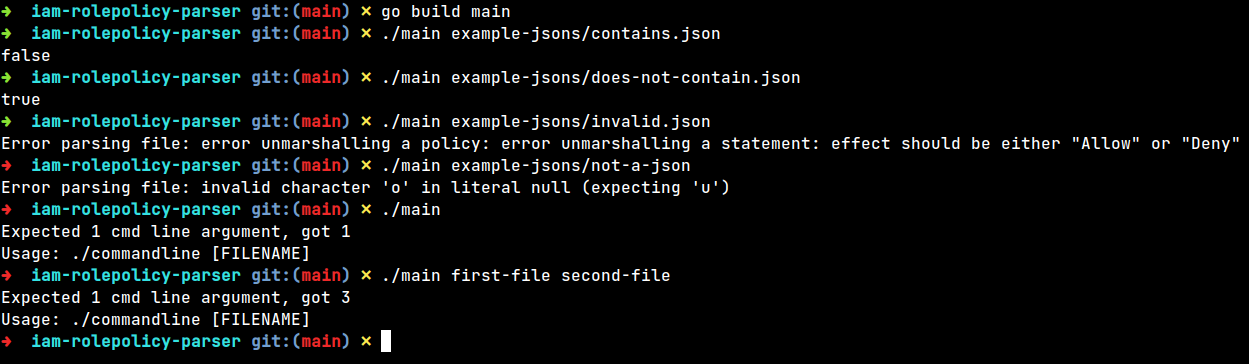 ➜  iam-rolepolicy-parser git:(main) ✗ go build main
➜  iam-rolepolicy-parser git:(main) ✗ ./main example-jsons/contains.json
false
➜  iam-rolepolicy-parser git:(main) ✗ ./main example-jsons/does-not-contain.json
true
➜  iam-rolepolicy-parser git:(main) ✗ ./main example-jsons/invalid.json
Error parsing file: error unmarshalling a policy: error unmarshalling a statement: effect should be either "Allow" or "Deny"
➜  iam-rolepolicy-parser git:(main) ✗ ./main example-jsons/not-a-json
Error parsing file: invalid character 'o' in literal null (expecting 'u')
➜  iam-rolepolicy-parser git:(main) ✗ ./main
Expected 1 cmd line argument, got 1
Usage: ./commandline [FILENAME]
➜  iam-rolepolicy-parser git:(main) ✗ ./main first-file second-file
Expected 1 cmd line argument, got 3
Usage: ./commandline [FILENAME]
➜  iam-rolepolicy-parser git:(main) ✗